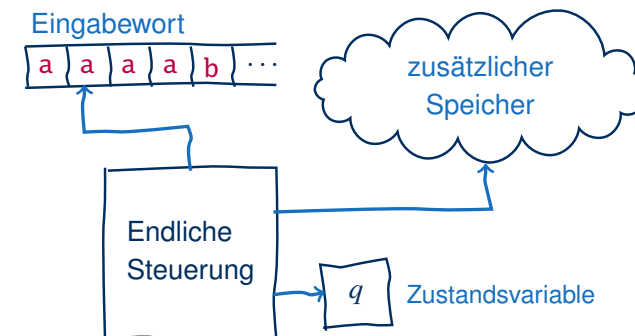 Eingabewort
a a a a b ···
zusätzlicher
Speicher
Endliche
Steuerung
q
Zustandsvariable